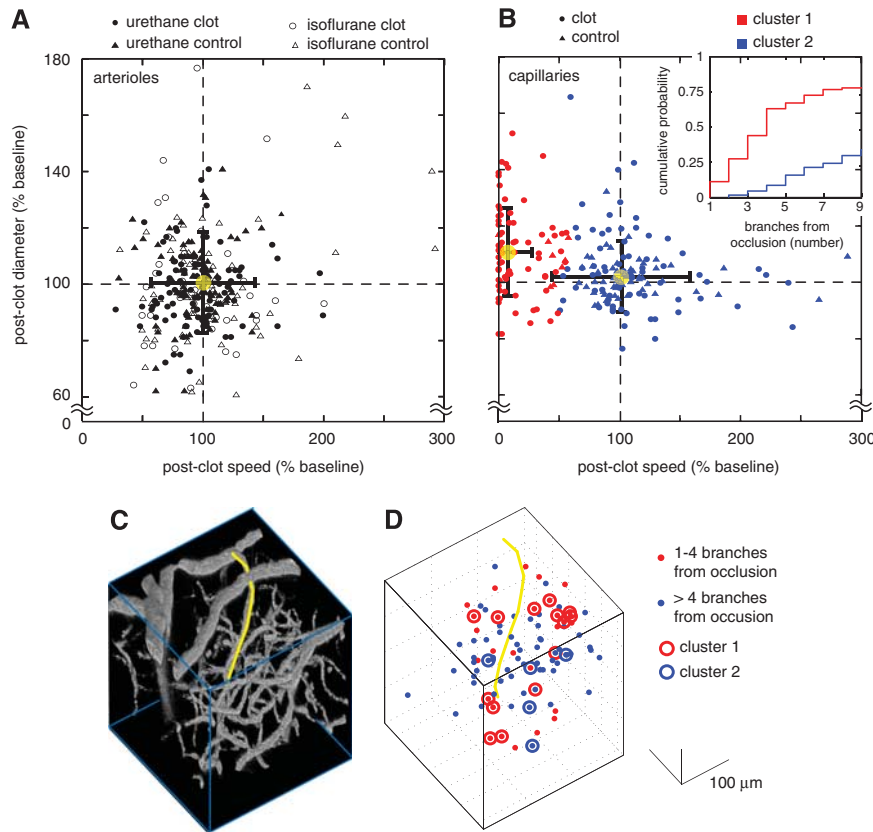 A
urethane clot
urethane control
isoflurane clot
isoflurane control
arterioles
180
140
100
60
0
post-clot diameter (% baseline)
0
100
200
300
post-clot speed (% baseline)
B
clot
control
cluster 1
cluster 2
capillaries
1
0.75
0.5
0.25
0
cumulative probability
1
3
5
7
9
branches from
occlusion (number)
0
100
200
300
post-clot speed (% baseline)
C
D
1-4 branches
from occlusion
> 4 branches
from occusion
cluster 1
cluster 2
100 µm